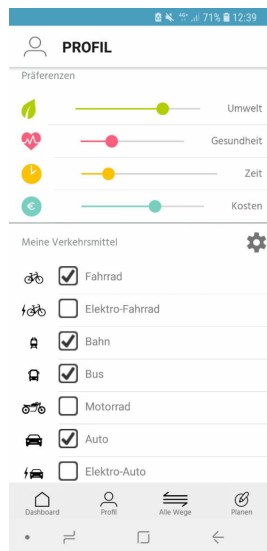 71% 12:39
PROFIL
Präferenzen
Umwelt
Gesundheit
Zeit
Kosten
Meine Verkehrsmittel
Fahrrad
Elektro-Fahrrad
Bahn
Bus
Motorrad
Auto
Elektro-Auto
Dashboard Profil Alle Wege Planen